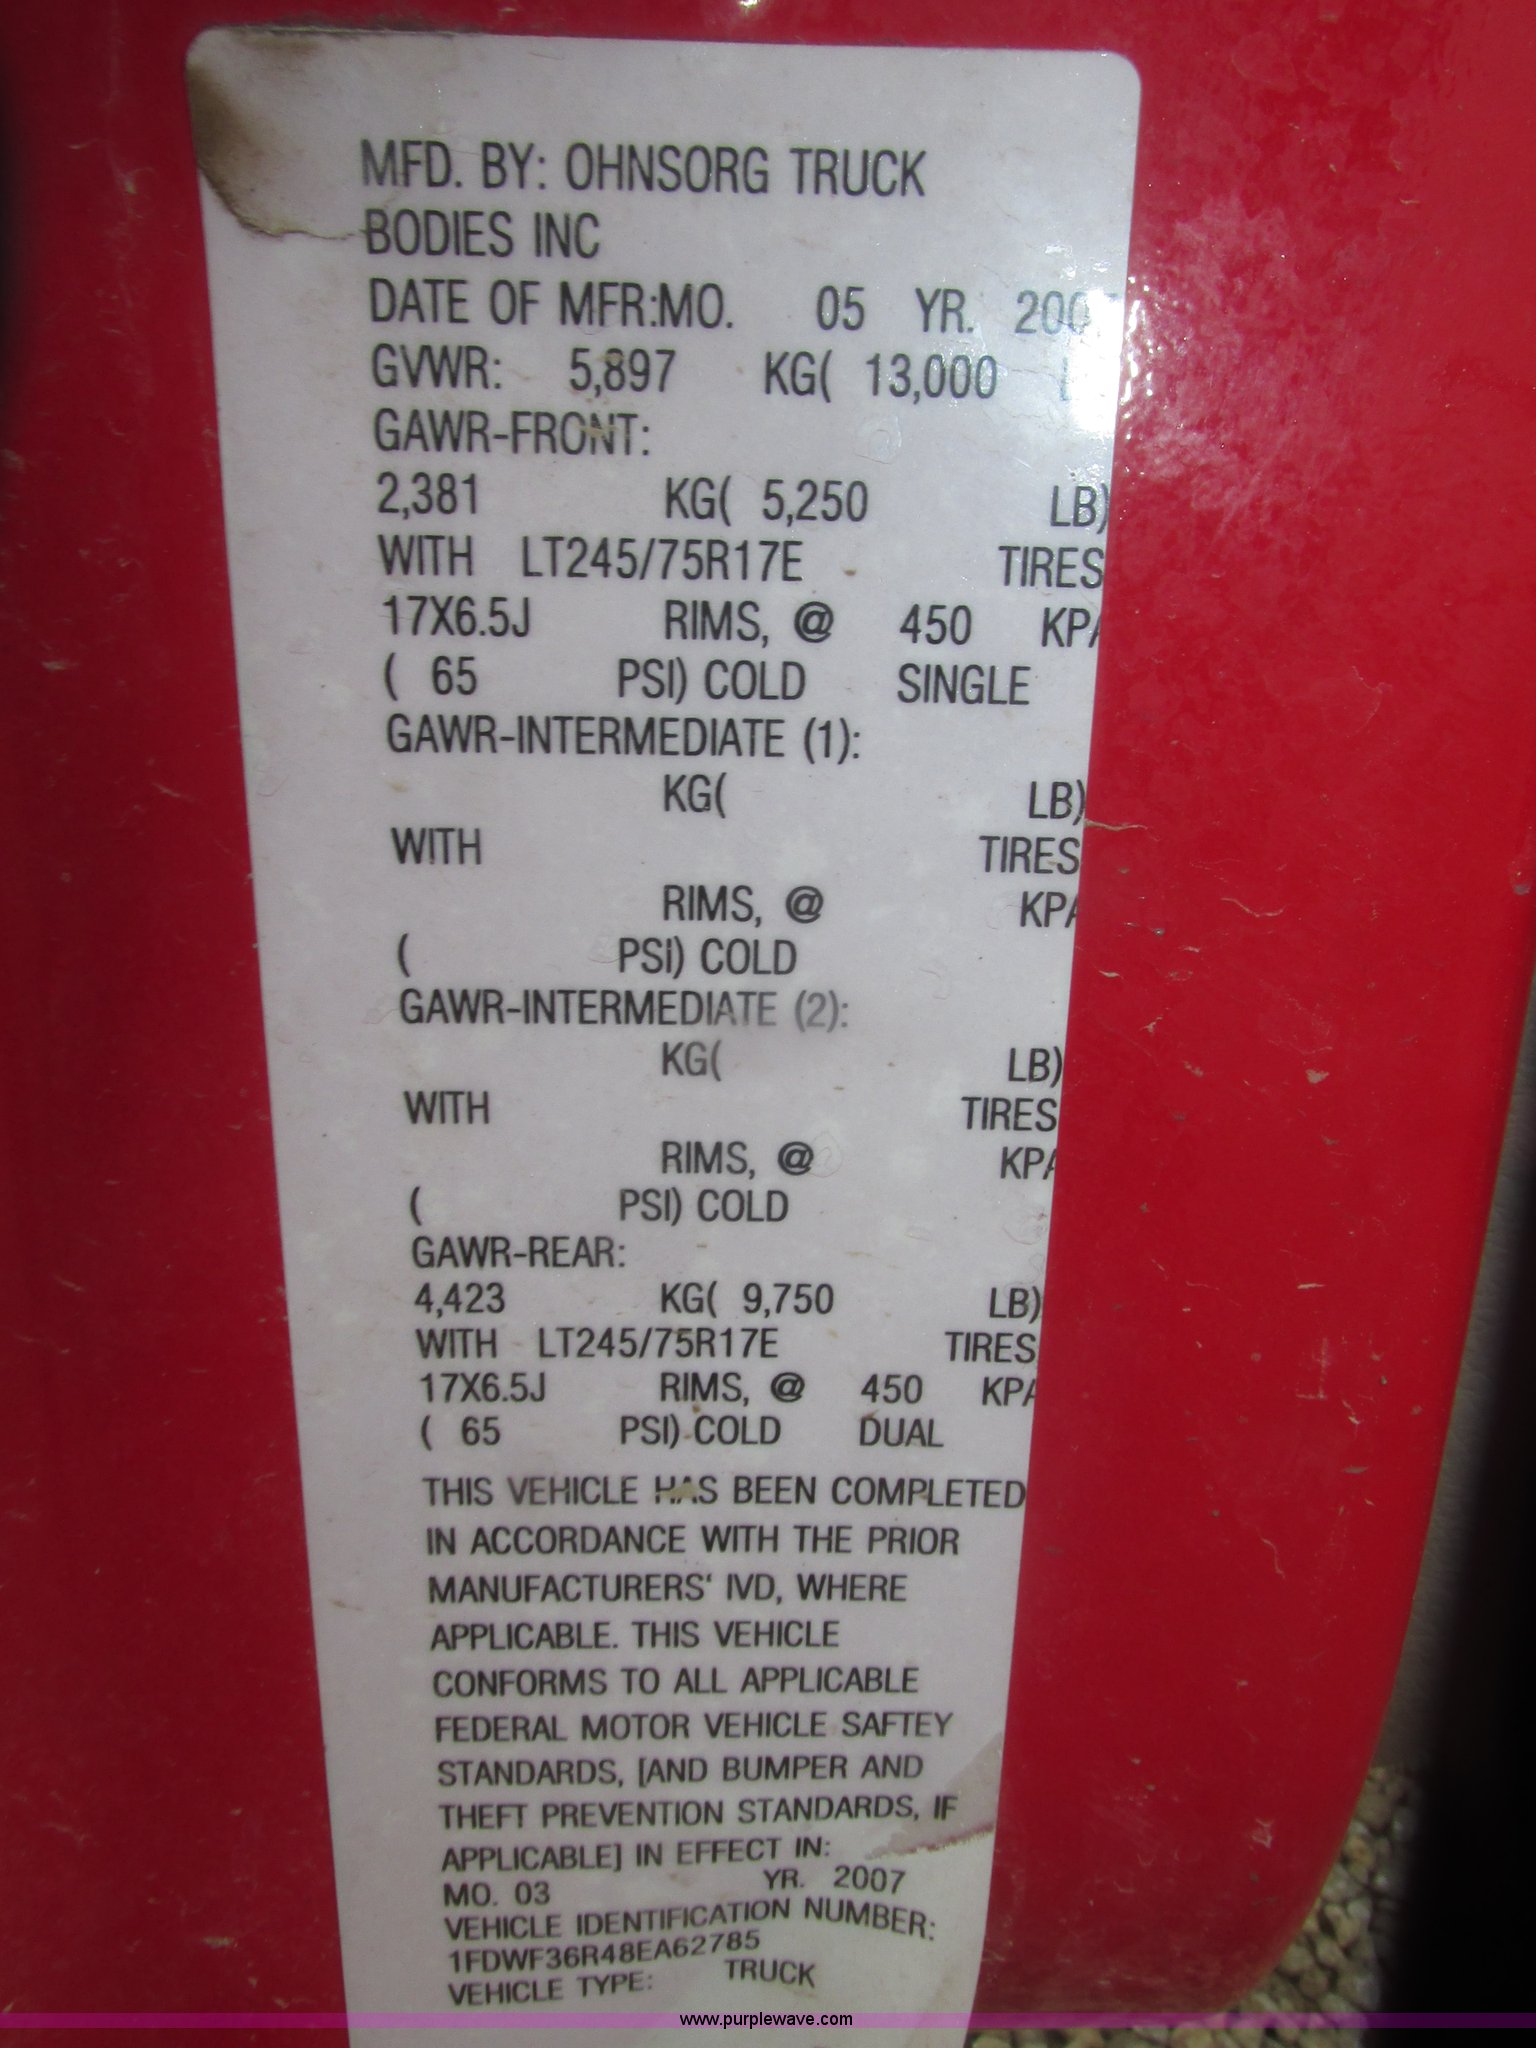 MFD. BY: OHNSORG TRUCK
BODIES INC
DATE OF MFR:MO. 05 YR. 2007
GVWR: 5,897 KG( 13,000
GAWR-FRONT:
2,381 KG( 5,250 LB)
WITH LT245/75R17E TIRES
17X6.5J RIMS, @ 450 KPA
( 65 PSI) COLD SINGLE
GAWR-INTERMEDIATE (1):
KG( LB)
WITH TIRES
RIMS, @ KPA
( PSI) COLD
GAWR-INTERMEDIATE (2):
KG( LB)
WITH TIRES
RIMS, @ KPA
( PSI) COLD
GAWR-REAR:
4,423 KG( 9,750 LB)
WITH LT245/75R17E TIRES
17X6.5J RIMS, @ 450 KPA
( 65 PSI) COLD DUAL
THIS VEHICLE HAS BEEN COMPLETED
IN ACCORDANCE WITH THE PRIOR
MANUFACTURERS' IVD, WHERE
APPLICABLE. THIS VEHICLE
CONFORMS TO ALL APPLICABLE
FEDERAL MOTOR VEHICLE SAFTEY
STANDARDS, [AND BUMPER AND
THEFT PREVENTION STANDARDS, IF
APPLICABLE] IN EFFECT IN:
MO. 03 YR. 2007
VEHICLE IDENTIFICATION NUMBER:
1FDWF36R48EA62785
VEHICLE TYPE: TRUCK
www.purplewave.com